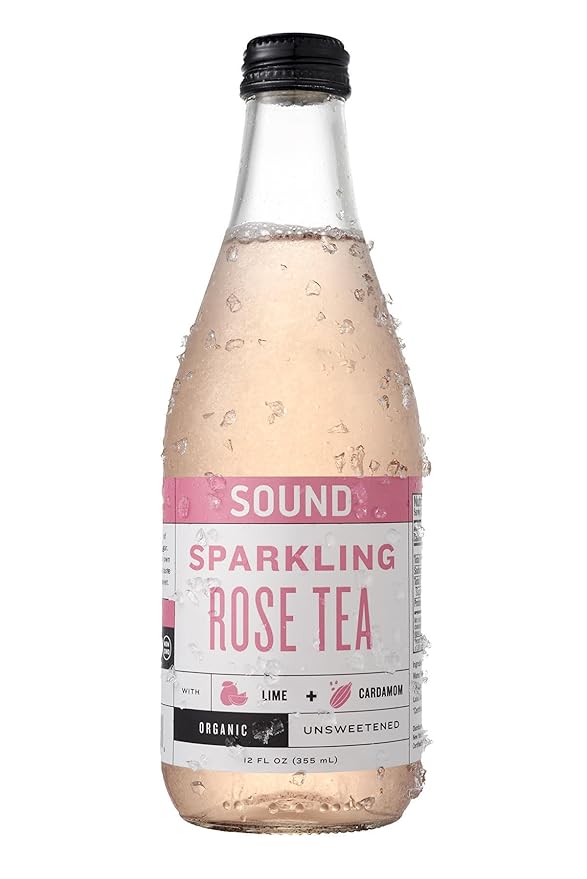 SOUND
SPARKLING
ROSE TEA
WITH LIME + CARDAMOM
ORGANIC UNSWEETENED
12 FL OZ (355 mL)